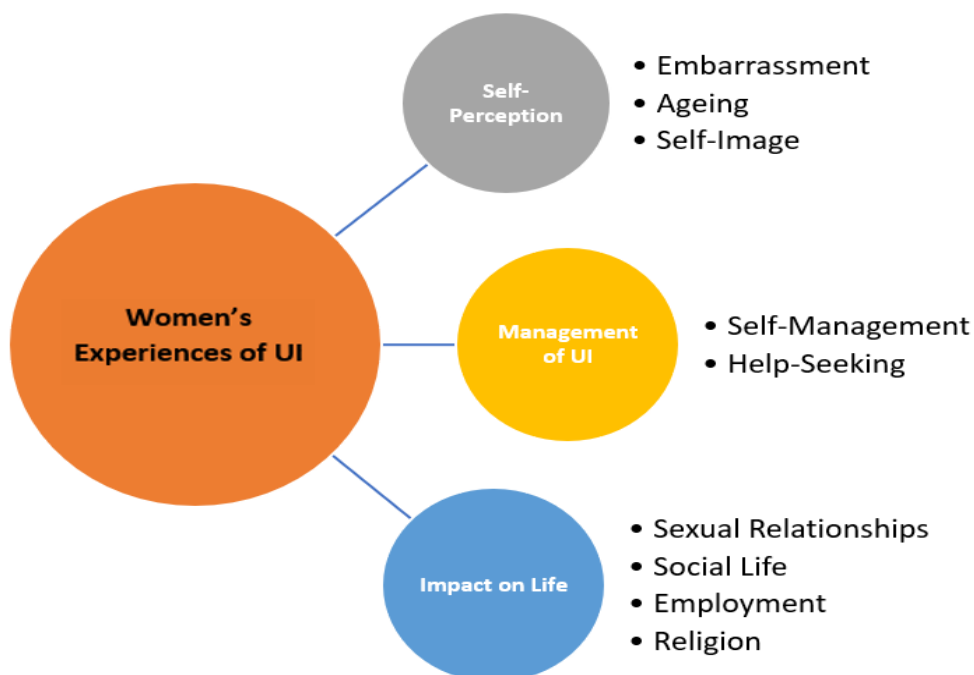 Self-
Perception
• Embarrassment
• Ageing
• Self-Image
Women’s
Experiences of UI
Management
of UI
• Self-Management
• Help-Seeking
Impact on Life
• Sexual Relationships
• Social Life
• Employment
• Religion